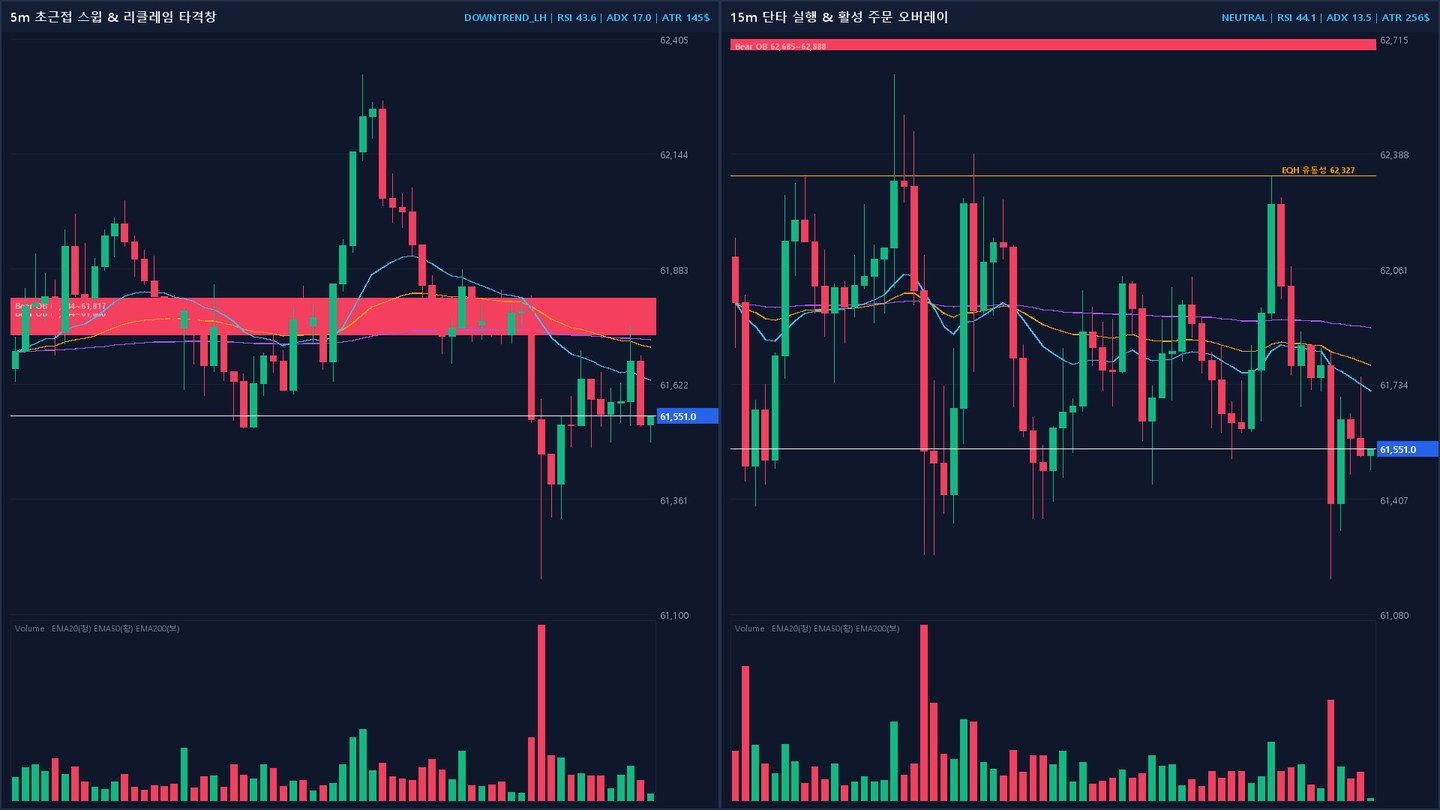 5m 초근접 스윕 & 리클레임 타격창
DOWNTREND_LH | RSI 43.6 | ADX 17.0 | ATR 145$
62,405
62,144
61,883
61,622
61,551.0
61,361
61,100
Volume · EMA20(청) EMA50(황) EMA200(보)
15m 단타 실행 & 활성 주문 오버레이
NEUTRAL | RSI 44.1 | ADX 13.5 | ATR 256$
Bear OB 62,685~62,888
62,715
62,388
EQH 유동성 62,327
62,061
61,734
61,551.0
61,407
61,080
Volume · EMA20(청) EMA50(황) EMA200(보)